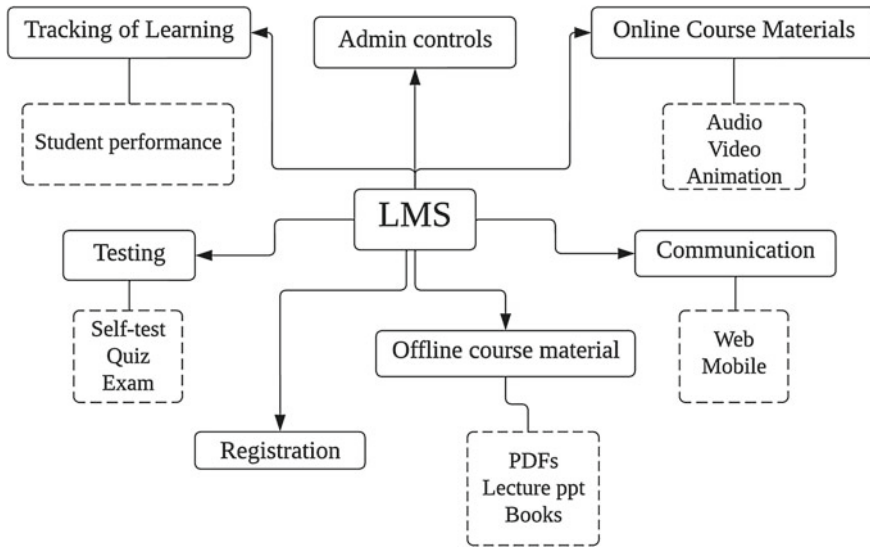 Tracking of Learning
Admin controls
Online Course Materials
Student performance
Audio
Video
Animation
LMS
Testing
Communication
Self-test
Quiz
Exam
Offline course material
Web
Mobile
Registration
PDFs
Lecture ppt
Books